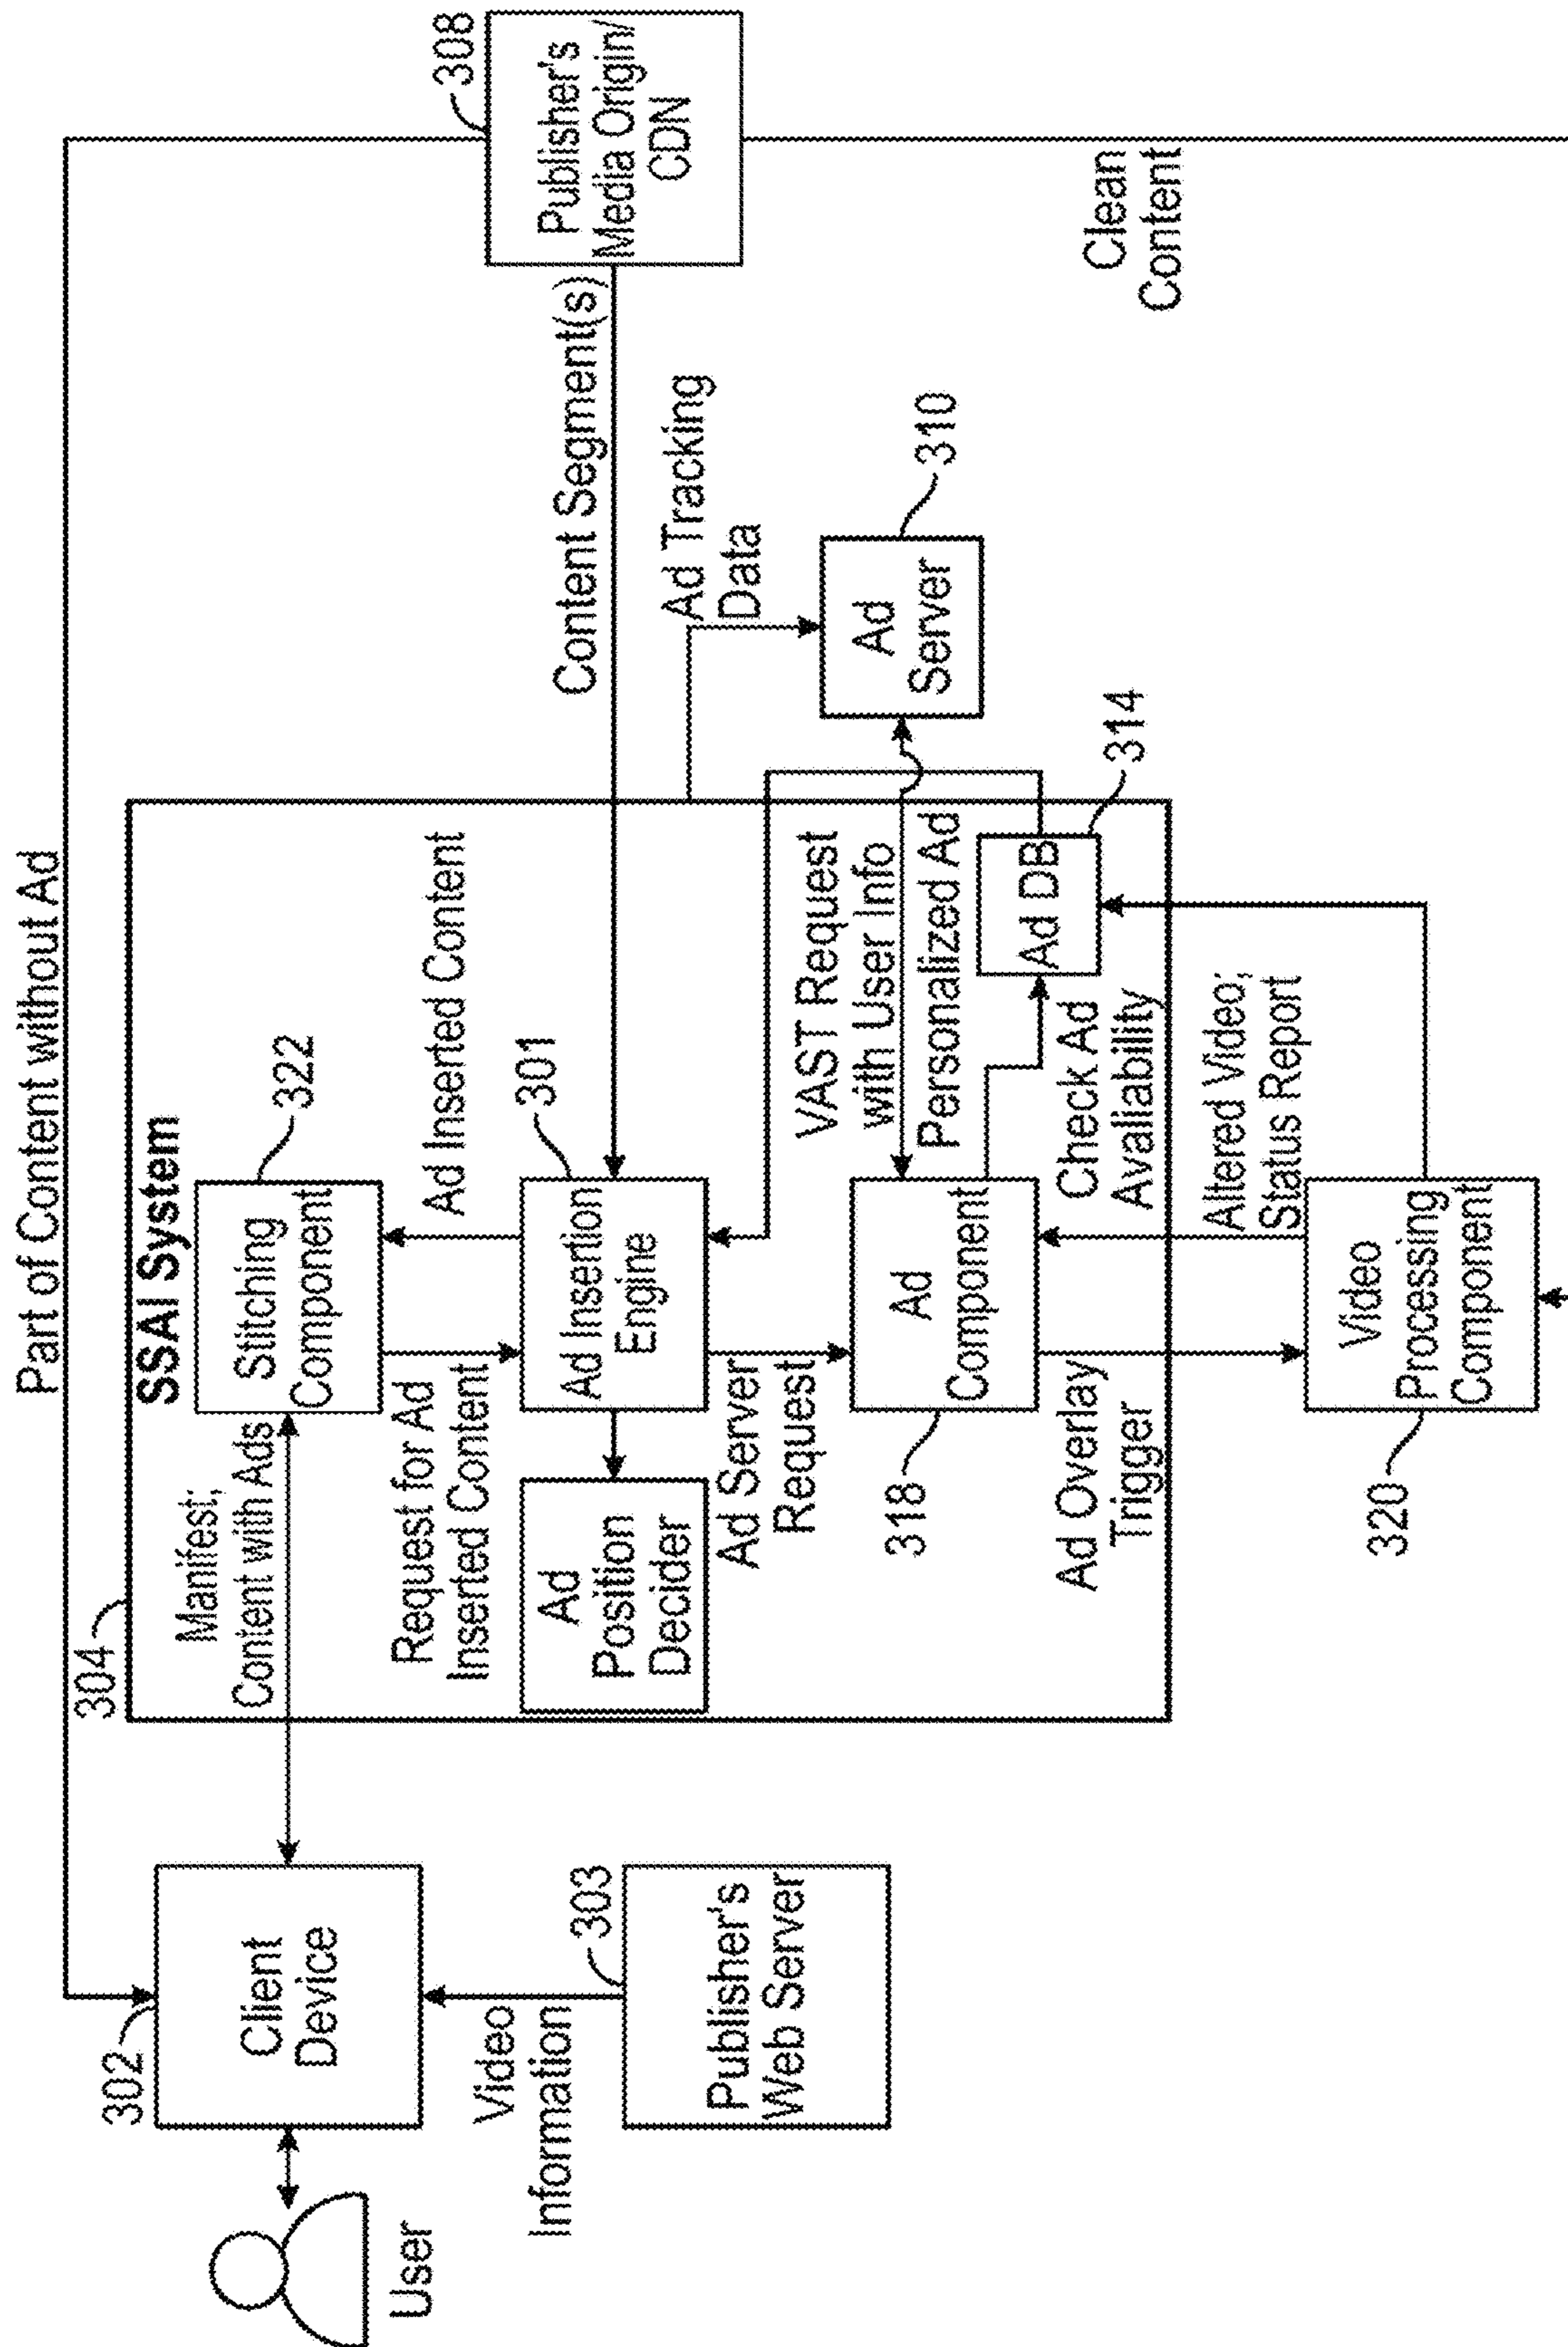 Part of Content without Ad
304
SSAI System
302
Client
Device
User
Manifest;
Content with Ads
Stitching
Component
322
Request for Ad
Inserted Content
Ad Inserted Content
Video
Information
303
Publisher's
Web Server
Ad
Position
Decider
Ad Insertion
Engine
301
Content Segment(s)
308
Publisher's
Media Origin/
CDN
Ad Tracking
Data
Ad Server
Request
VAST Request
with User Info
Personalized Ad
Ad
Server
310
Ad
Component
318
Ad DB
314
Check Ad
Avaliability
Ad Overlay
Trigger
Altered Video;
Status Report
Clean
Content
Video
Processing
Component
320